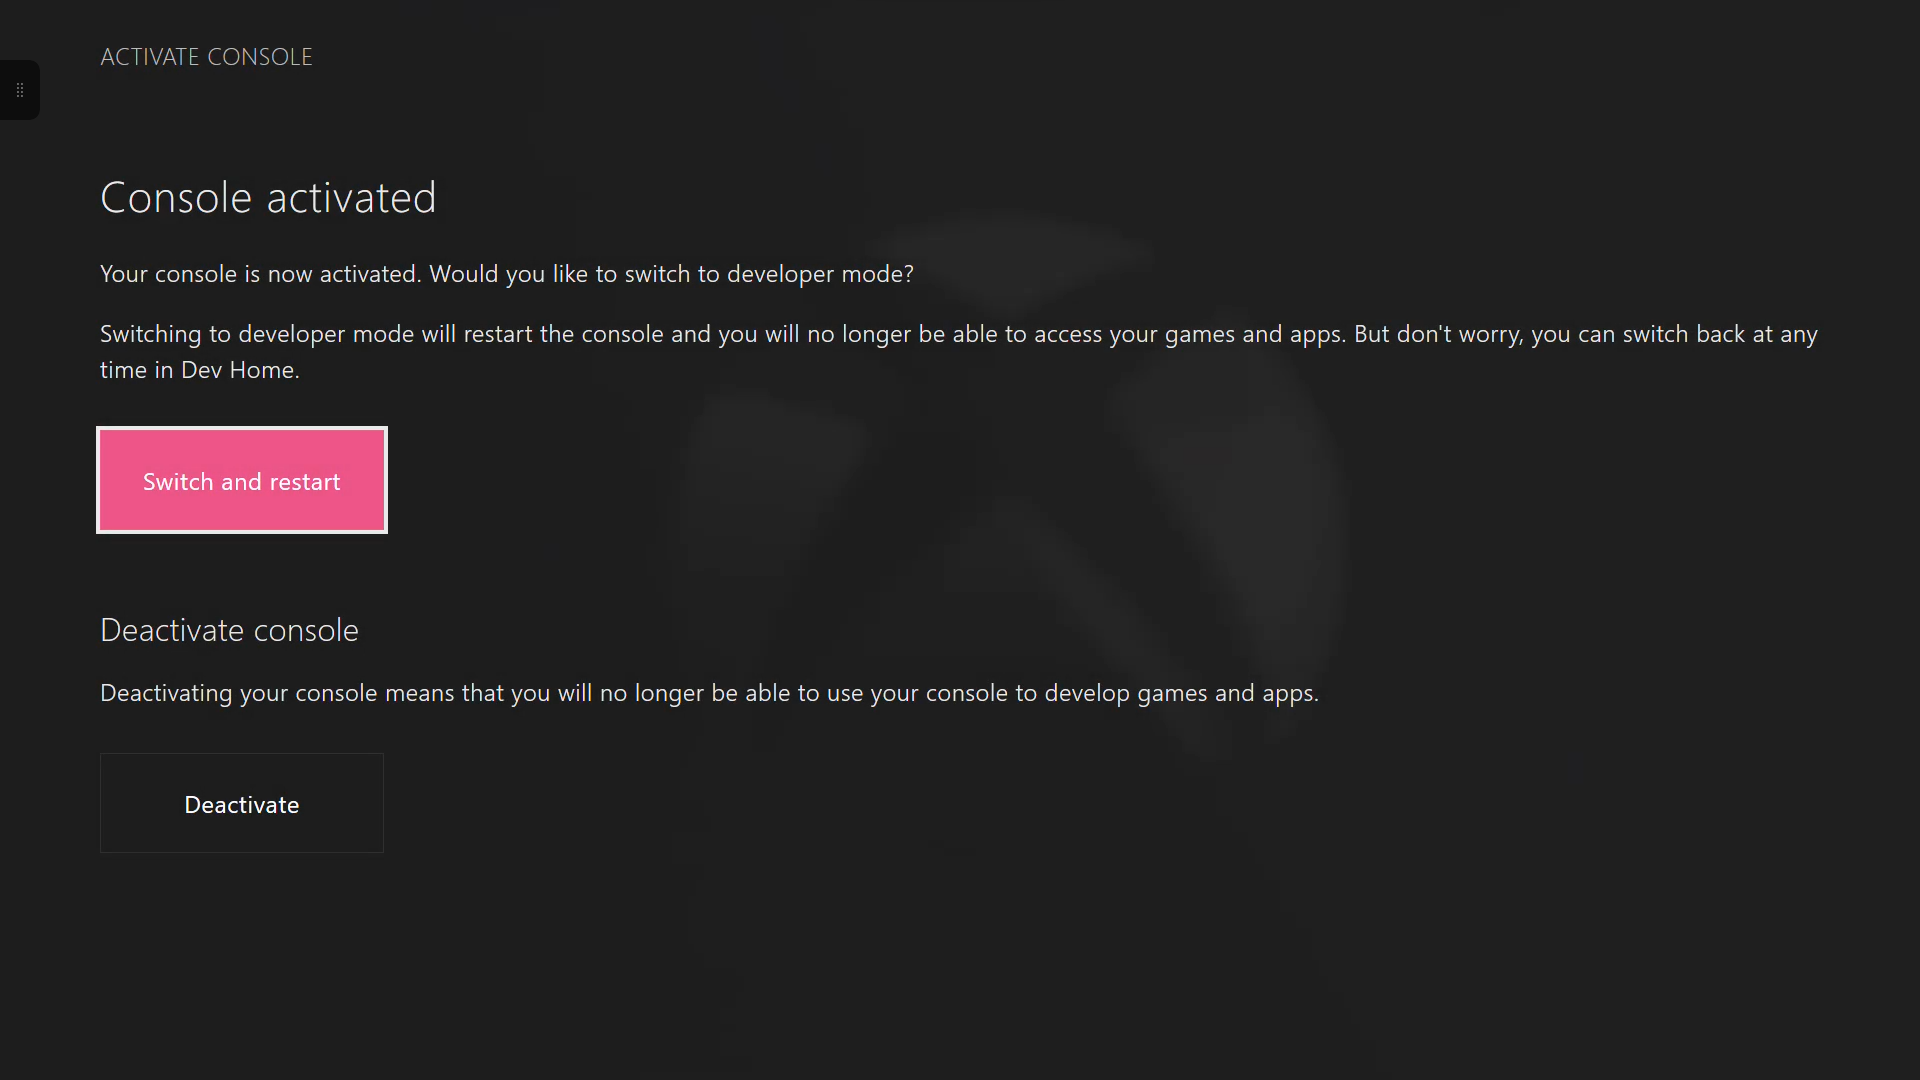 ACTIVATE CONSOLE
Console activated
Your console is now activated. Would you like to switch to developer mode?
Switching to developer mode will restart the console and you will no longer be able to access your games and apps. But don't worry, you can switch back at any
time in Dev Home.
Switch and restart
Deactivate console
Deactivating your console means that you will no longer be able to use your console to develop games and apps.
Deactivate